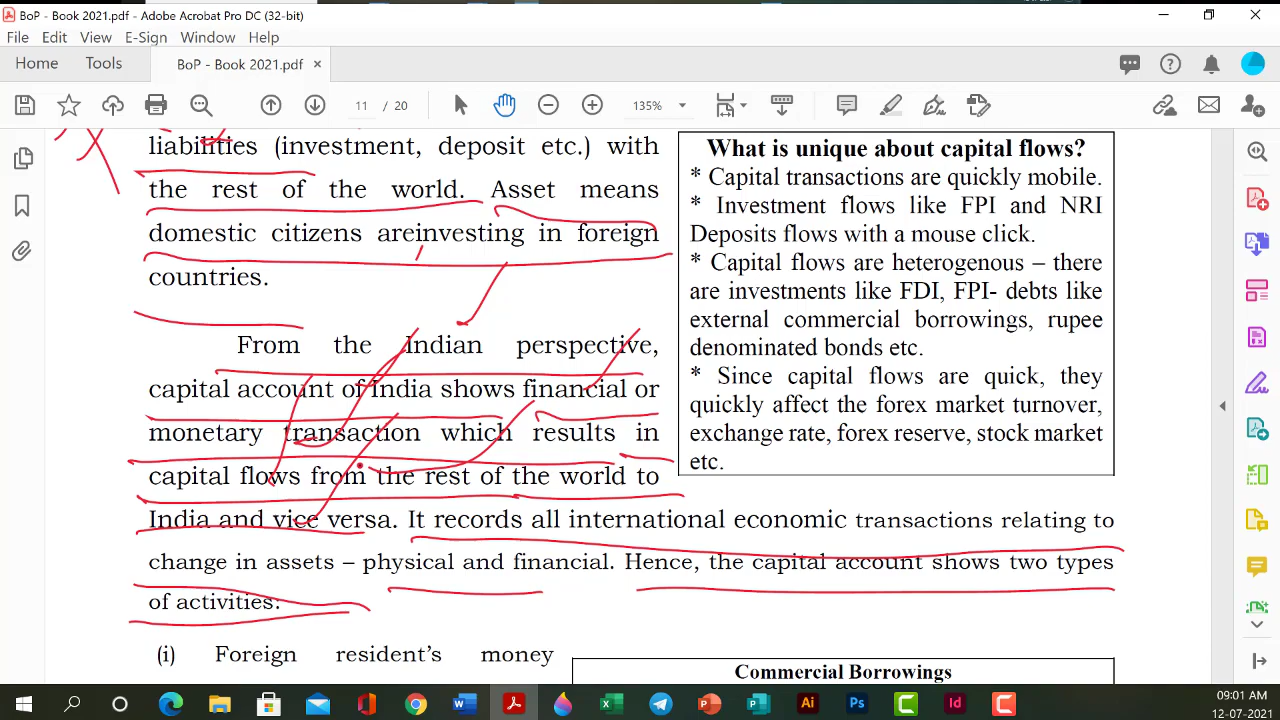 BoP - Book 2021.pdf - Adobe Acrobat Pro DC (32-bit)
File Edit View E-Sign Window Help
Home Tools BoP - Book 2021.pdf ×
11 / 20 135%
liabilities (investment, deposit etc.) with
the rest of the world. Asset means
domestic citizens areinvesting in foreign
countries.
From the Indian perspective,
capital account of India shows financial or
monetary transaction which results in
capital flows from the rest of the world to
India and vice versa. It records all international economic transactions relating to
change in assets – physical and financial. Hence, the capital account shows two types
of activities:
(i) Foreign resident's money
What is unique about capital flows?
* Capital transactions are quickly mobile.
* Investment flows like FPI and NRI
Deposits flows with a mouse click.
* Capital flows are heterogenous – there
are investments like FDI, FPI- debts like
external commercial borrowings, rupee
denominated bonds etc.
* Since capital flows are quick, they
quickly affect the forex market turnover,
exchange rate, forex reserve, stock market
etc.
Commercial Borrowings
09:01 AM
12-07-2021